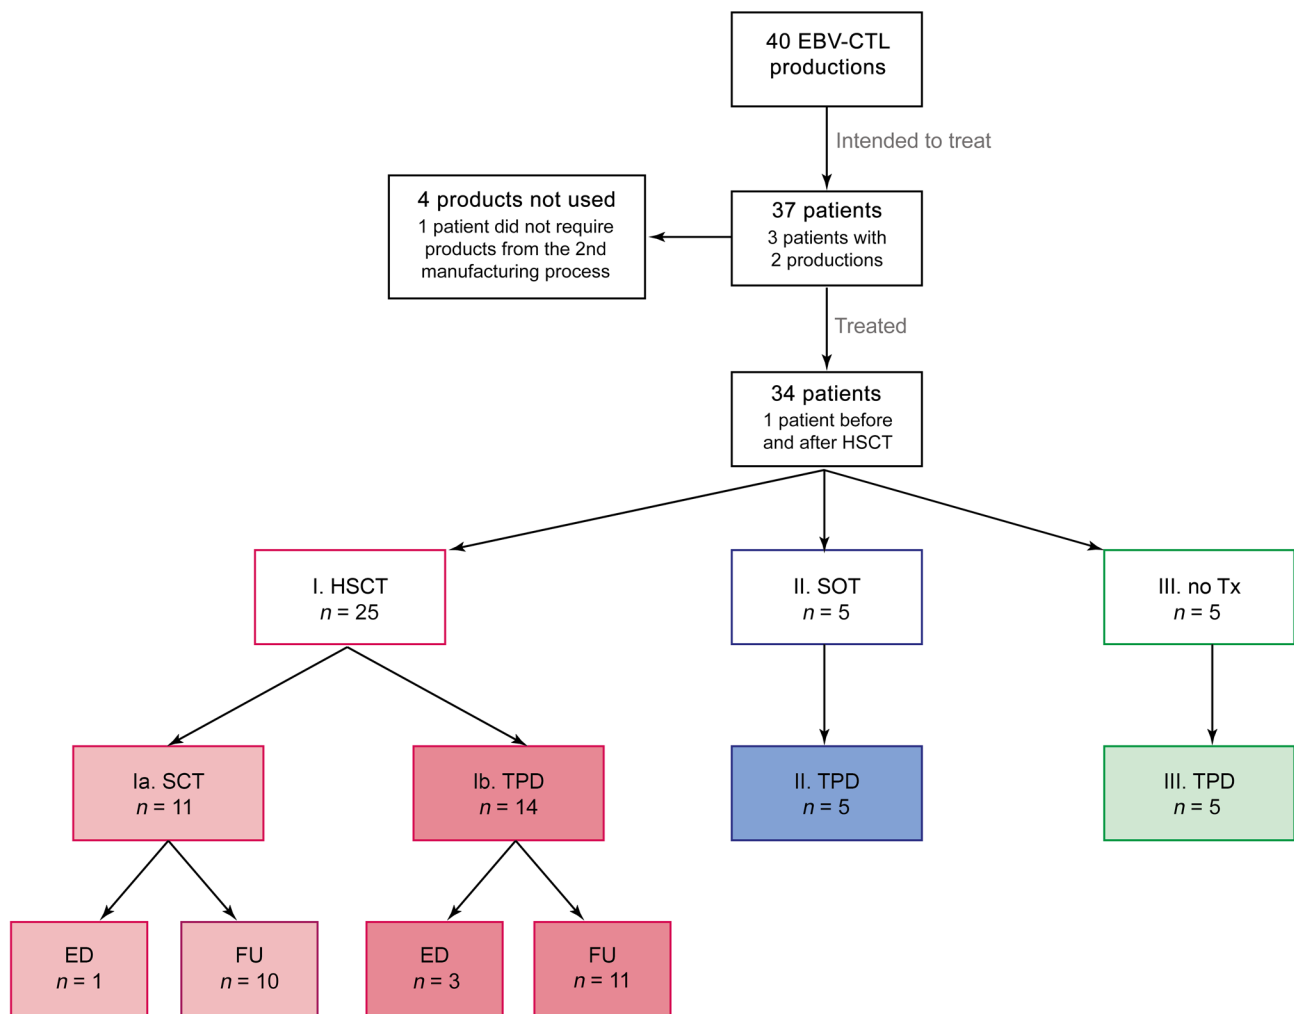 40 EBV-CTL
productions
Intended to treat
4 products not used
1 patient did not require
products from the 2nd
manufacturing process
37 patients
3 patients with
2 productions
Treated
34 patients
1 patient before
and after HSCT
I. HSCT
n = 25
II. SOT
n = 5
III. no Tx
n = 5
Ia. SCT
n = 11
Ib. TPD
n = 14
II. TPD
n = 5
III. TPD
n = 5
ED
n = 1
FU
n = 10
ED
n = 3
FU
n = 11